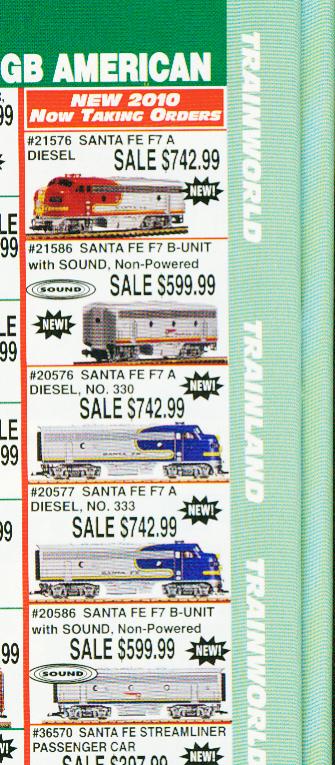 GB AMERICAN
NEW 2010
NOW TAKING ORDERS
#21576 SANTA FE F7 A
DIESEL
SALE $742.99
NEW!
#21586 SANTA FE F7 B-UNIT
with SOUND, Non-Powered
SOUND
SALE $599.99
NEW!
#20576 SANTA FE F7 A
DIESEL, NO. 330
NEW!
SALE $742.99
SANTA FE
#20577 SANTA FE F7 A
DIESEL, NO. 333
NEW!
SALE $742.99
SANTA FE
#20586 SANTA FE F7 B-UNIT
with SOUND, Non-Powered
SALE $599.99
NEW!
SOUND
#36570 SANTA FE STREAMLINER
PASSENGER CAR
NEW!
TRAINWORLD
TRAINLAND
TRAINWORLD